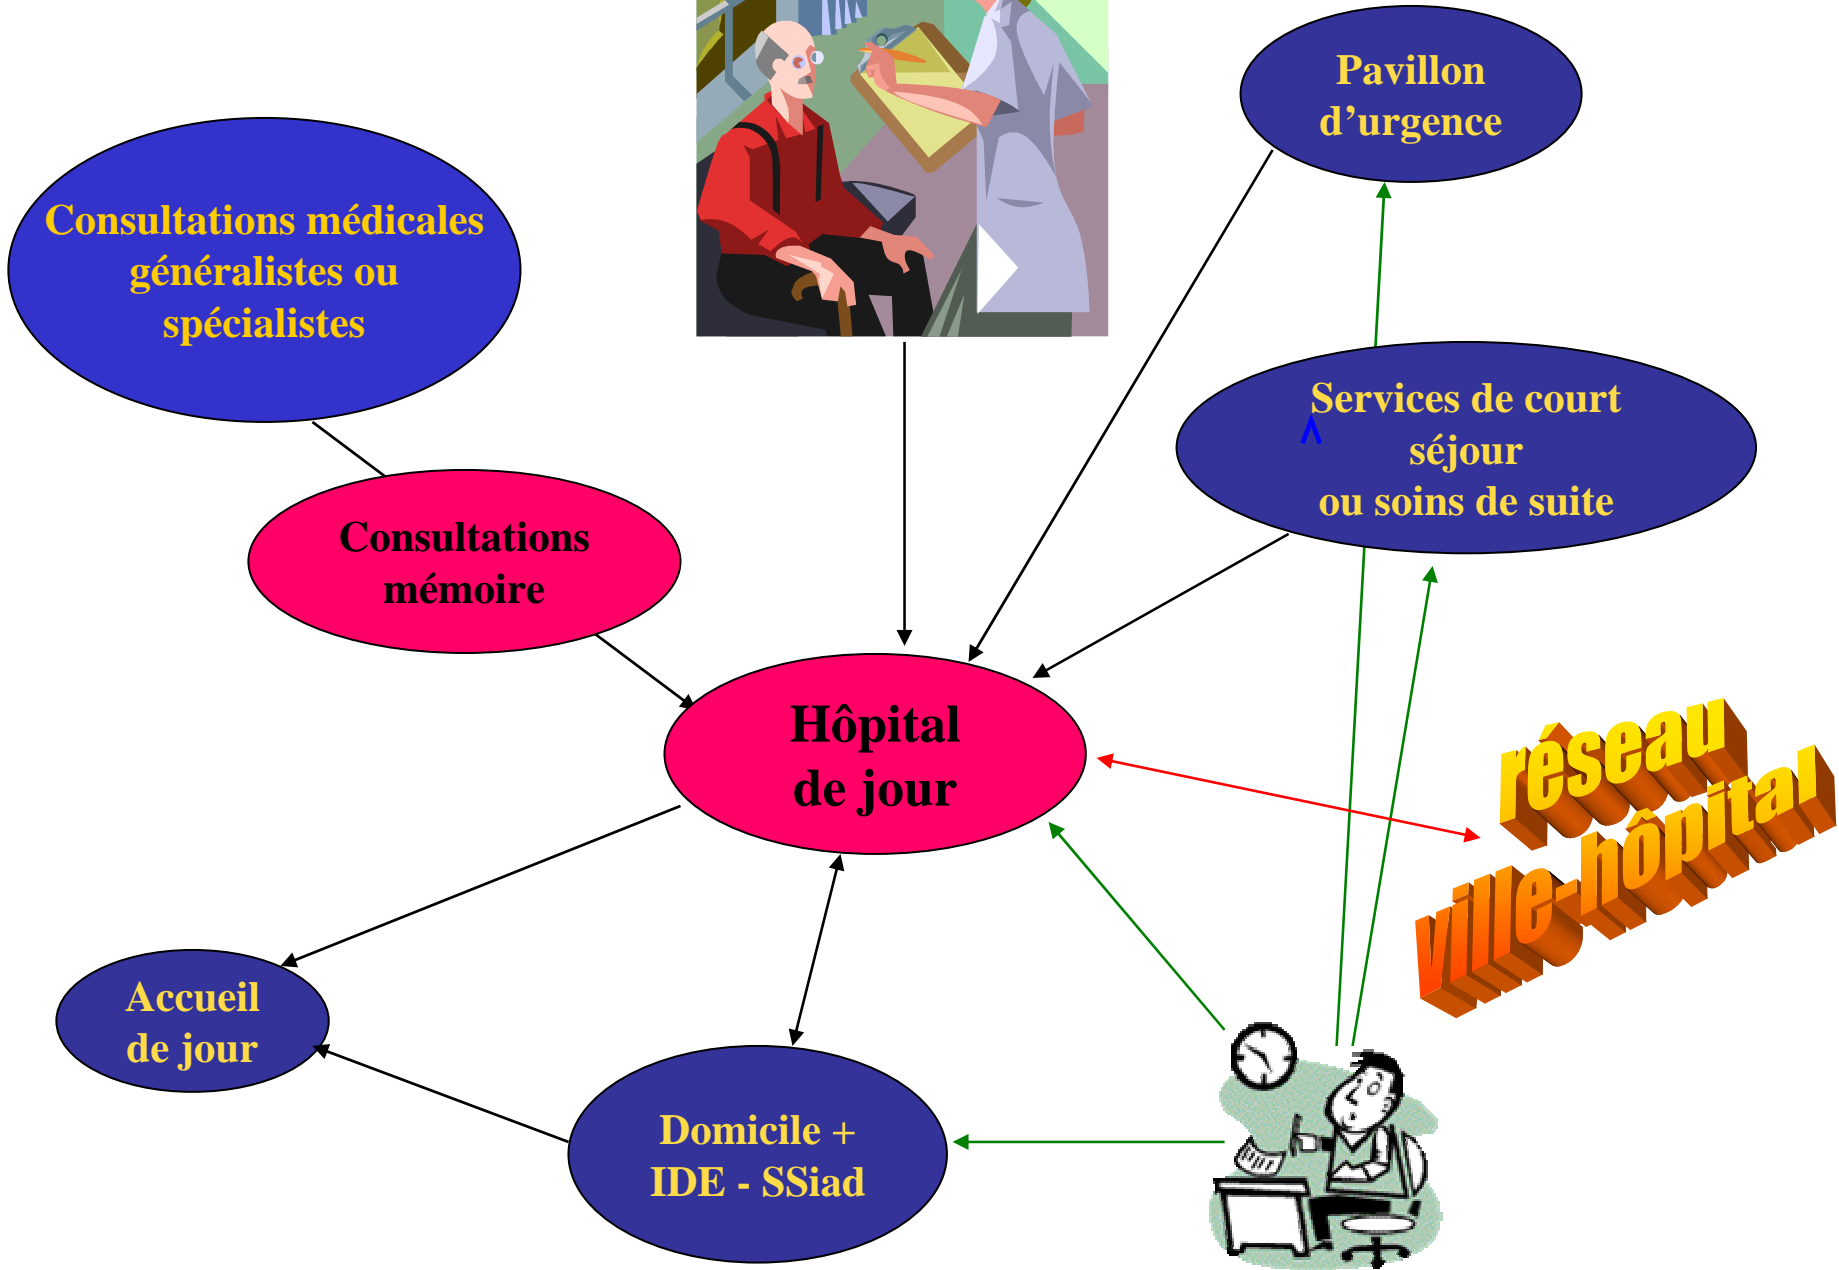 Pavillon
d’urgence
Consultations médicales
généralistes ou
spécialistes
Services de court
séjour
ou soins de suite
Consultations
mémoire
Hôpital
de jour
réseau
ville-hôpital
Accueil
de jour
Domicile +
IDE - SSiad